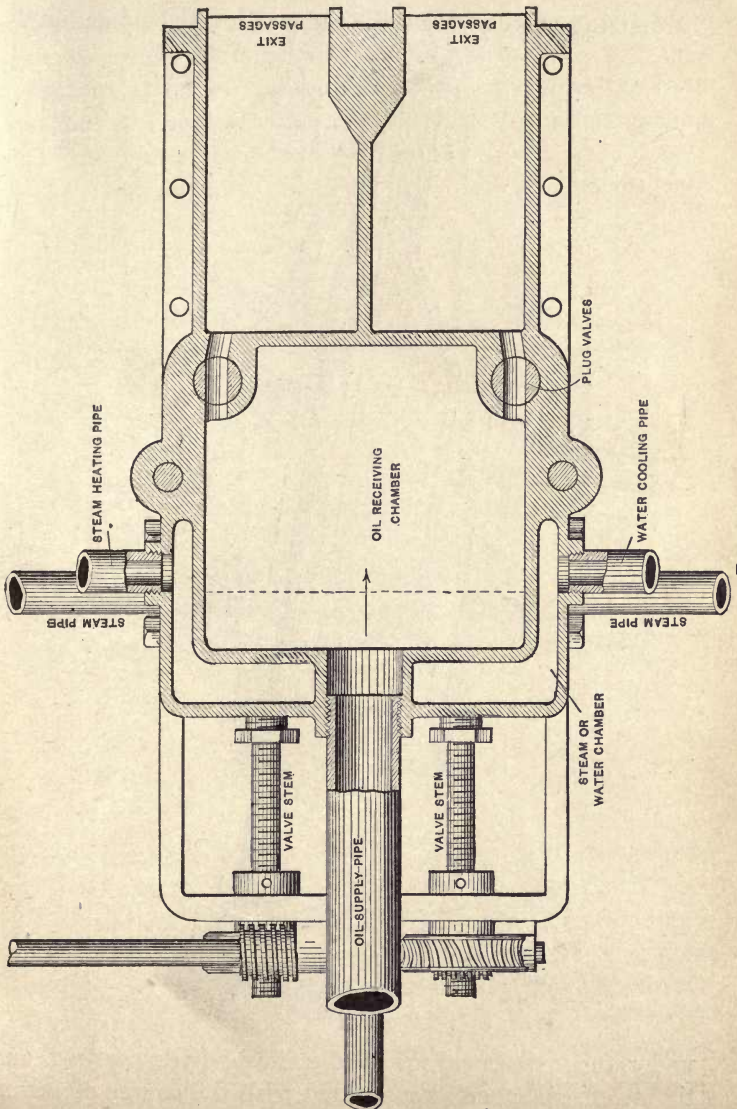 EXIT
PASSAGES
EXIT
PASSAGES
PLUG VALVES
STEAM HEATING PIPE
STEAM PIPE
OIL RECEIVING
CHAMBER
WATER COOLING PIPE
STEAM PIPE
VALVE STEM
VALVE STEM
STEAM OR
WATER CHAMBER
OIL-SUPPLY-PIPE